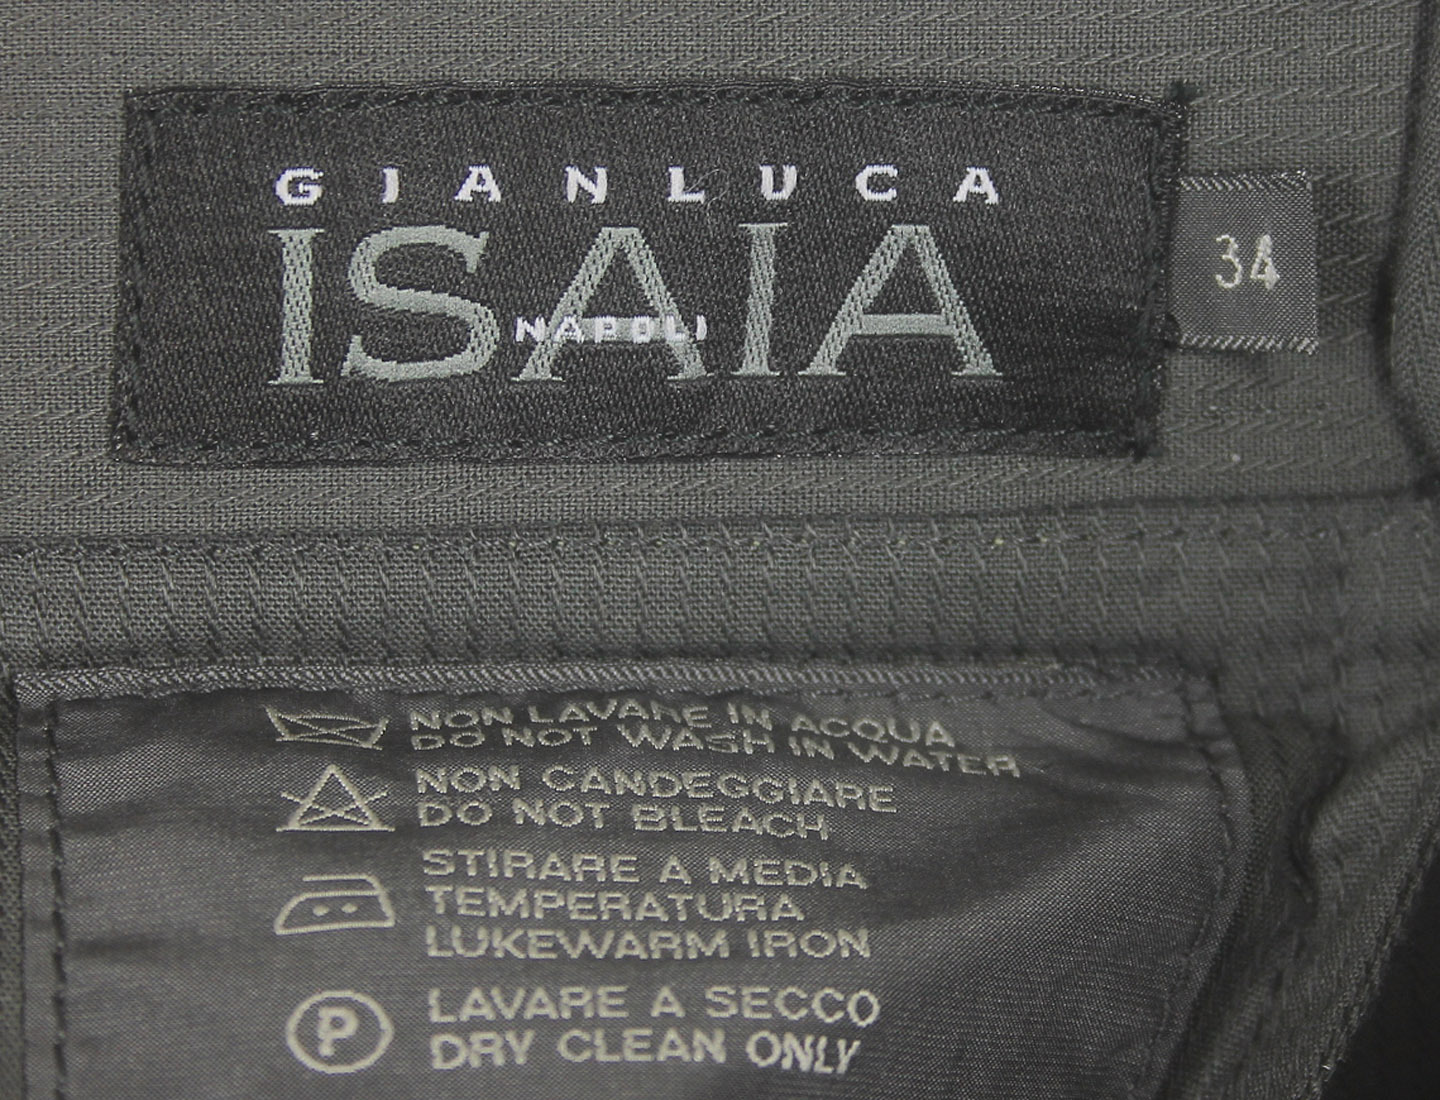 GIANLUCA
ISAIA
NAPOLI
34
NON LAVARE IN ACQUA
DO NOT WASH IN WATER
NON CANDEGGIARE
DO NOT BLEACH
STIRARE A MEDIA
TEMPERATURA
LUKEWARM IRON
P
LAVARE A SECCO
DRY CLEAN ONLY